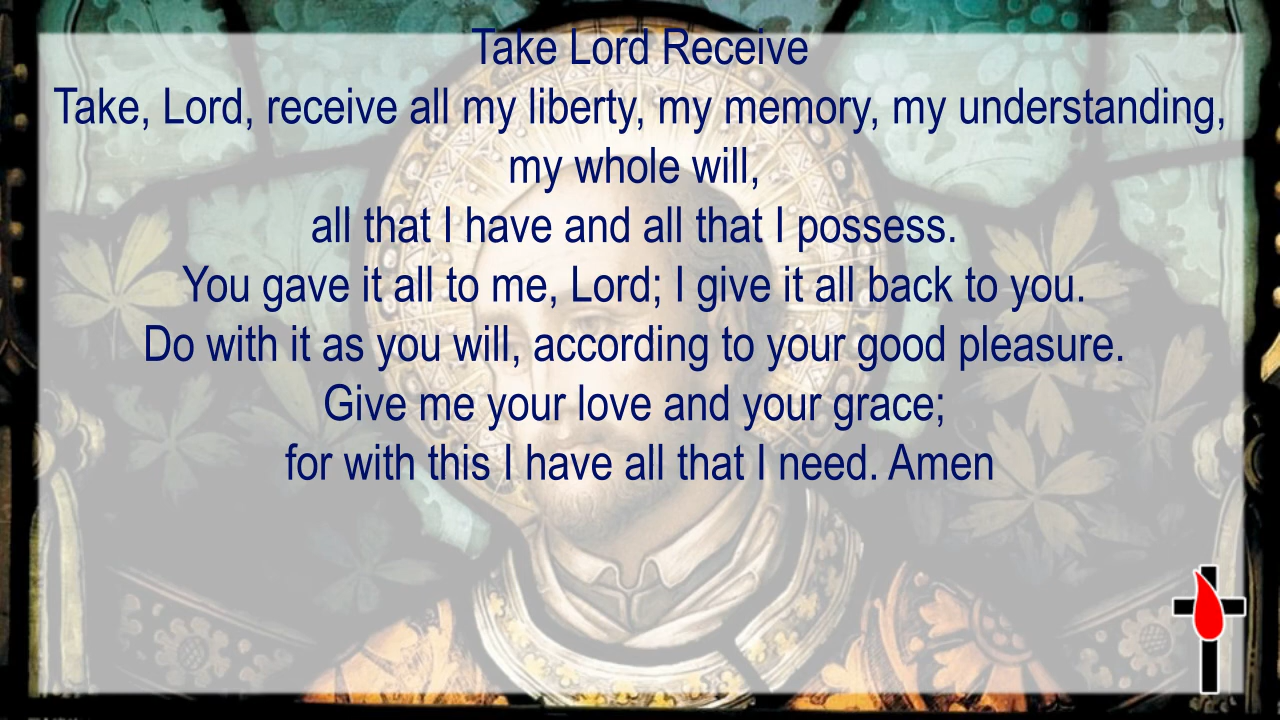 Take Lord Receive
Take, Lord, receive all my liberty, my memory, my understanding,
my whole will,
all that I have and all that I possess.
You gave it all to me, Lord; I give it all back to you.
Do with it as you will, according to your good pleasure.
Give me your love and your grace;
for with this I have all that I need. Amen